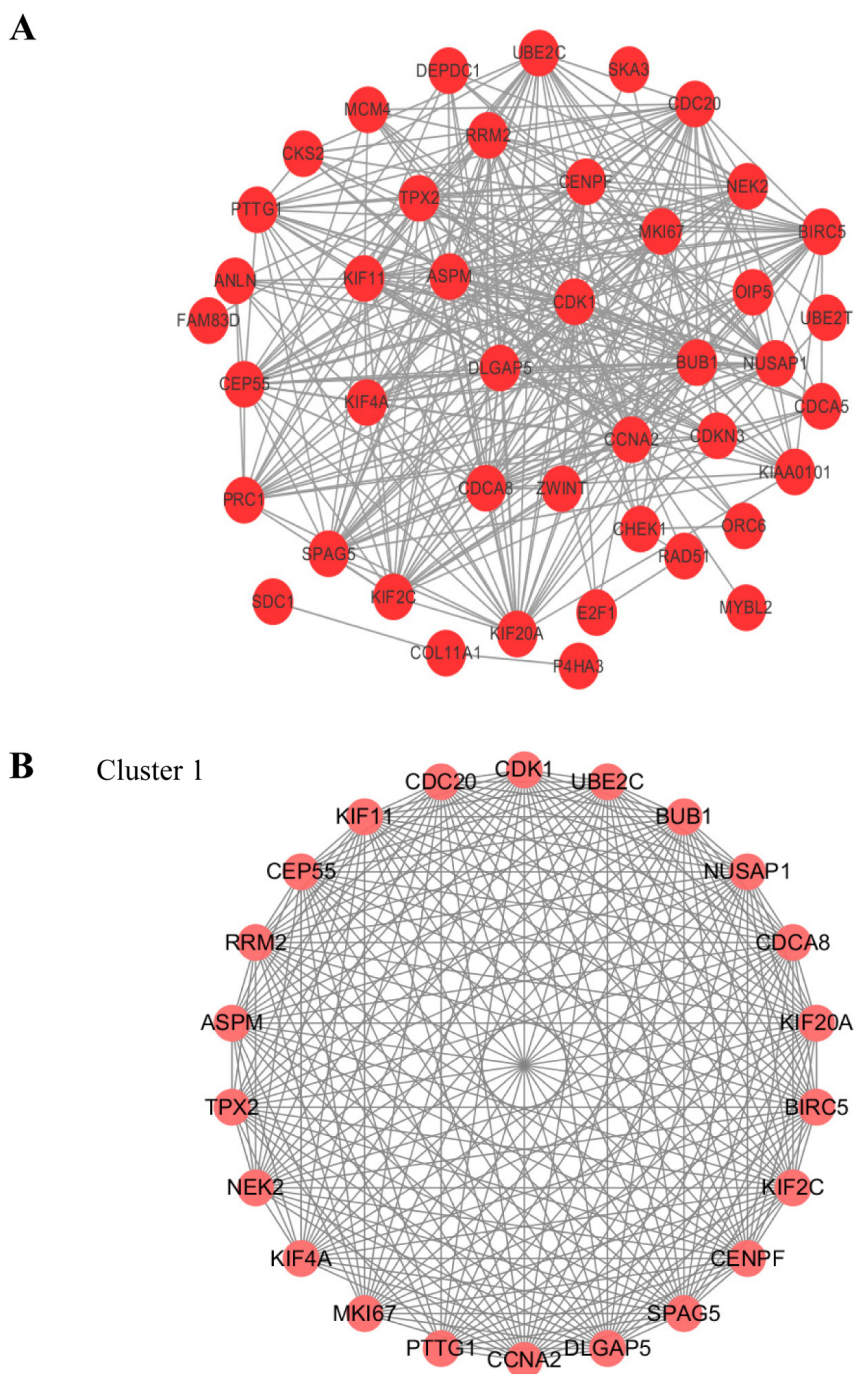 A
UBE2C
DEPDC1
SKA3
MCM4
CDC20
RRM2
CKS2
CENPF
NEK2
TPX2
PTTG1
MKI67
BIRC5
ANLN
KIF11
ASPM
OIP5
CDK1
FAM83D
UBE2T
DLGAP5
BUB1
NUSAP1
CEP55
KIF4A
CDCA5
CCNA2
CDKN3
KIAA0101
PRC1
CDCA8
ZWINT
CHEK1
ORC6
SPAG5
RAD51
SDC1
KIF2C
E2F1
MYBL2
KIF20A
COL11A1
P4HA3
B
Cluster 1
CDK1
CDC20
UBE2C
KIF11
BUB1
CEP55
NUSAP1
RRM2
CDCA8
ASPM
KIF20A
TPX2
BIRC5
NEK2
KIF2C
KIF4A
CENPF
MKI67
SPAG5
PTTG1
CCNA2
DLGAP5